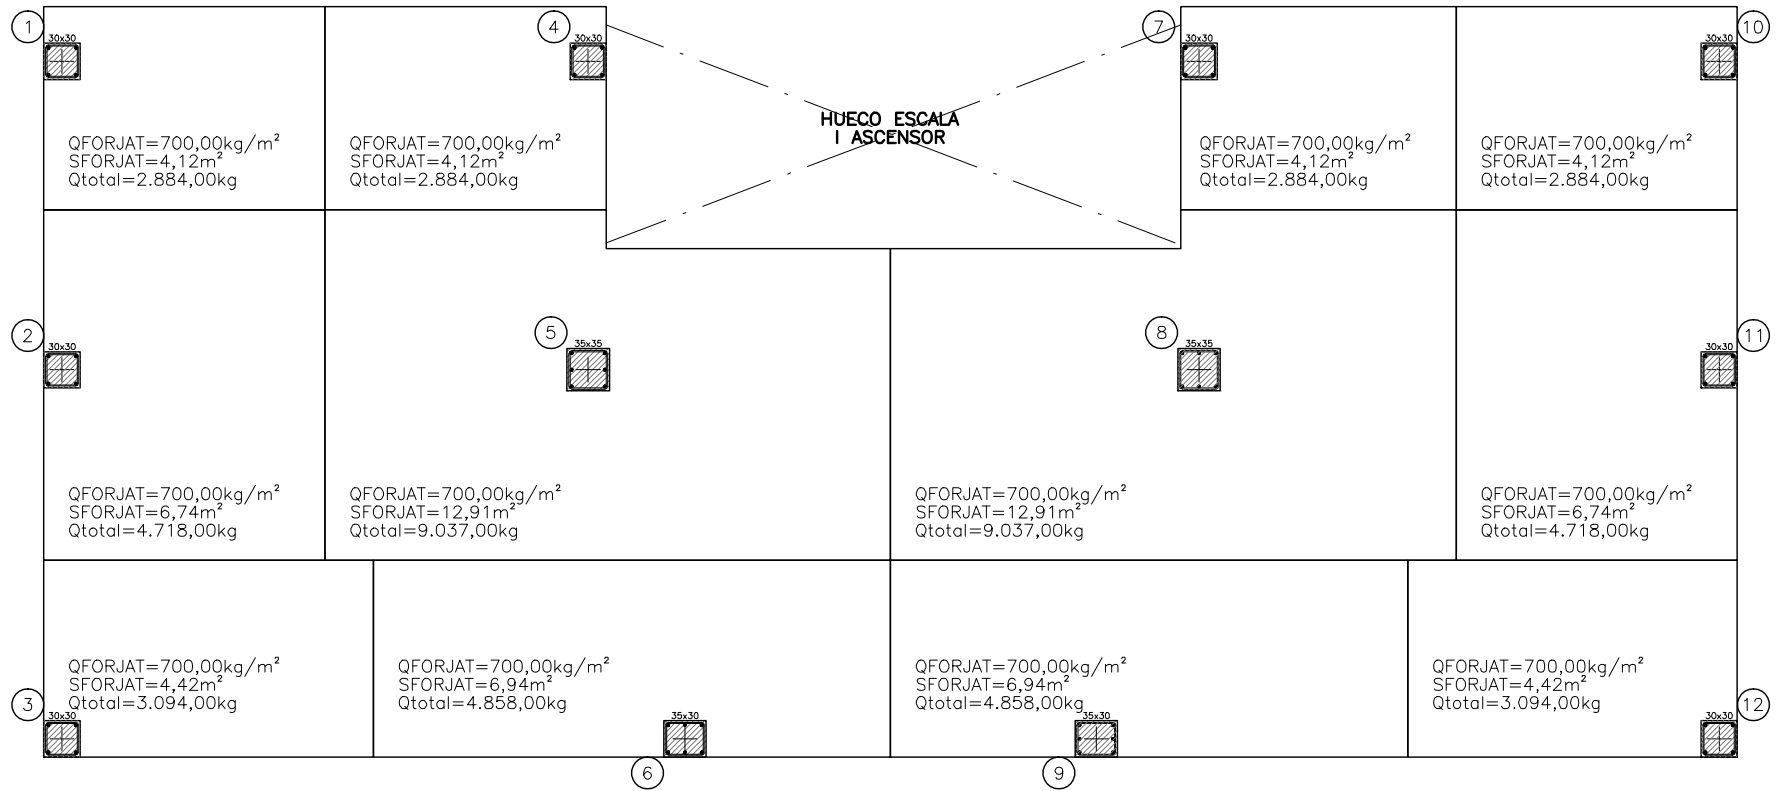 1
4
7
10
30x30
30x30
30x30
30x30
HUECO ESCALA
I ASCENSOR
QFORJAT=700,00kg/m²
SFORJAT=4,12m²
Qtotal=2.884,00kg
QFORJAT=700,00kg/m²
SFORJAT=4,12m²
Qtotal=2.884,00kg
QFORJAT=700,00kg/m²
SFORJAT=4,12m²
Qtotal=2.884,00kg
QFORJAT=700,00kg/m²
SFORJAT=4,12m²
Qtotal=2.884,00kg
2
5
8
11
30x30
35x35
35x35
30x30
QFORJAT=700,00kg/m²
SFORJAT=6,74m²
Qtotal=4.718,00kg
QFORJAT=700,00kg/m²
SFORJAT=12,91m²
Qtotal=9.037,00kg
QFORJAT=700,00kg/m²
SFORJAT=12,91m²
Qtotal=9.037,00kg
QFORJAT=700,00kg/m²
SFORJAT=6,74m²
Qtotal=4.718,00kg
QFORJAT=700,00kg/m²
SFORJAT=4,42m²
Qtotal=3.094,00kg
QFORJAT=700,00kg/m²
SFORJAT=6,94m²
Qtotal=4.858,00kg
QFORJAT=700,00kg/m²
SFORJAT=6,94m²
Qtotal=4.858,00kg
QFORJAT=700,00kg/m²
SFORJAT=4,42m²
Qtotal=3.094,00kg
3
12
30x30
35x30
35x30
30x30
6
9